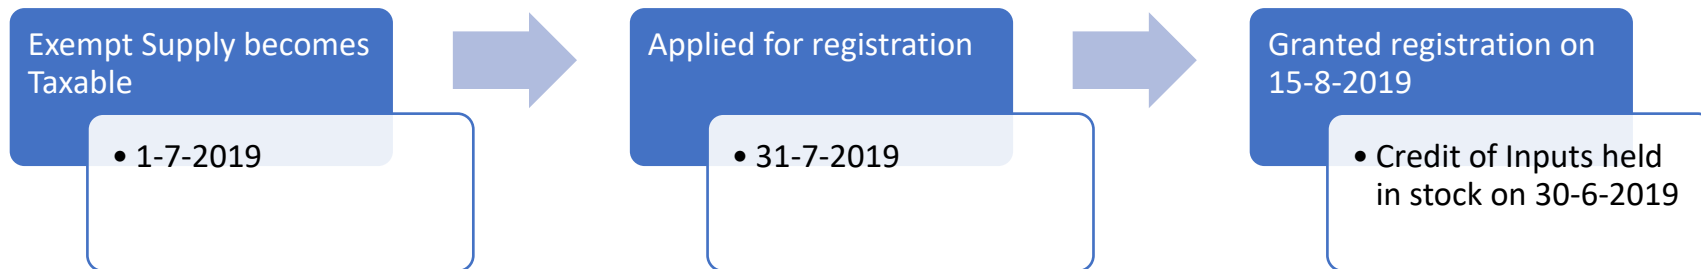 Exempt Supply becomes
Taxable
• 1-7-2019
Applied for registration
• 31-7-2019
Granted registration on
15-8-2019
• Credit of Inputs held
in stock on 30-6-2019